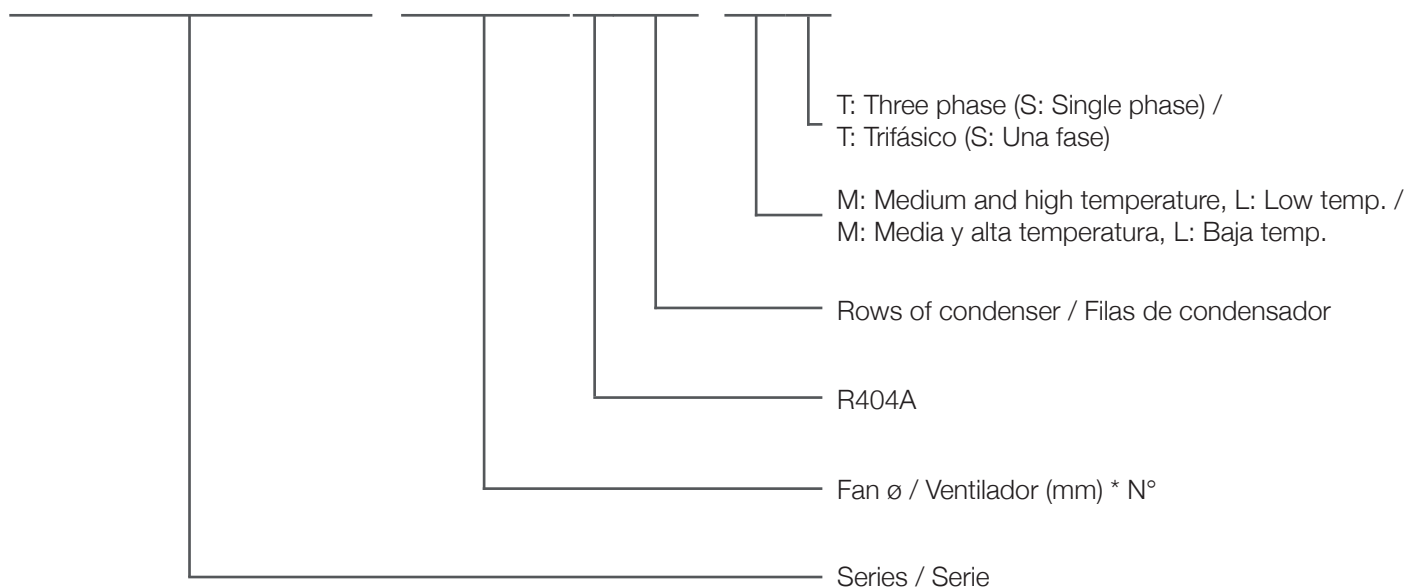 T: Three phase (S: Single phase) /
T: Trifásico (S: Una fase)
M: Medium and high temperature, L: Low temp. /
M: Media y alta temperatura, L: Baja temp.
Rows of condenser / Filas de condensador
R404A
Fan ø / Ventilador (mm) * N°
Series / Serie